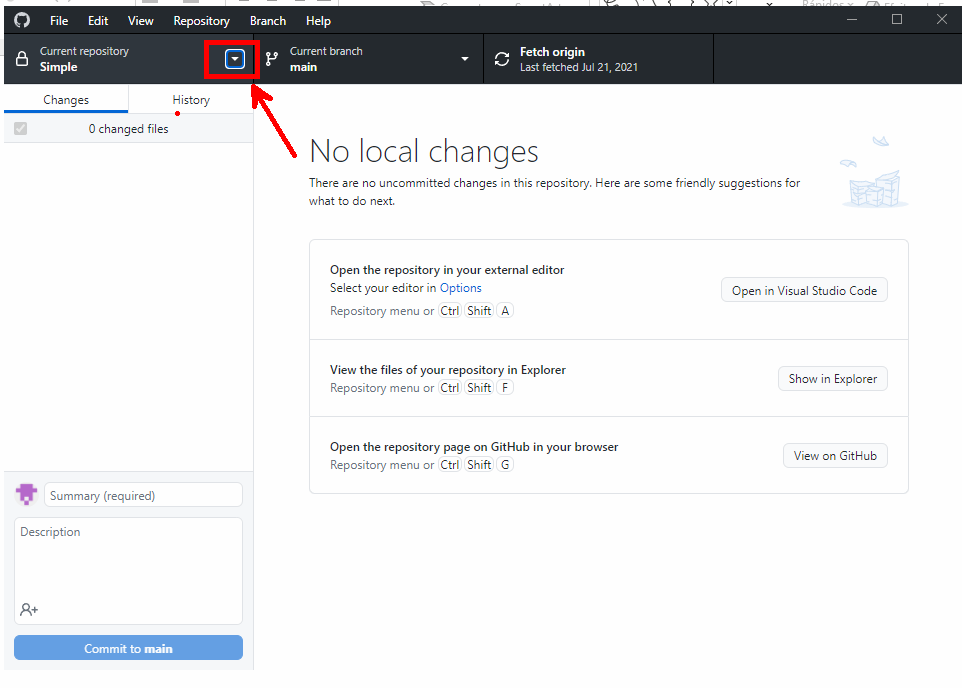 File Edit View Repository Branch Help
Current repository
Simple
Current branch
main
Fetch origin
Last fetched Jul 21, 2021
Changes History
0 changed files
No local changes
There are no uncommitted changes in this repository. Here are some friendly suggestions for
what to do next.
Open the repository in your external editor
Select your editor in Options
Repository menu or Ctrl Shift A
Open in Visual Studio Code
View the files of your repository in Explorer
Repository menu or Ctrl Shift F
Show in Explorer
Open the repository page on GitHub in your browser
Repository menu or Ctrl Shift G
View on GitHub
Summary (required)
Description
Commit to main